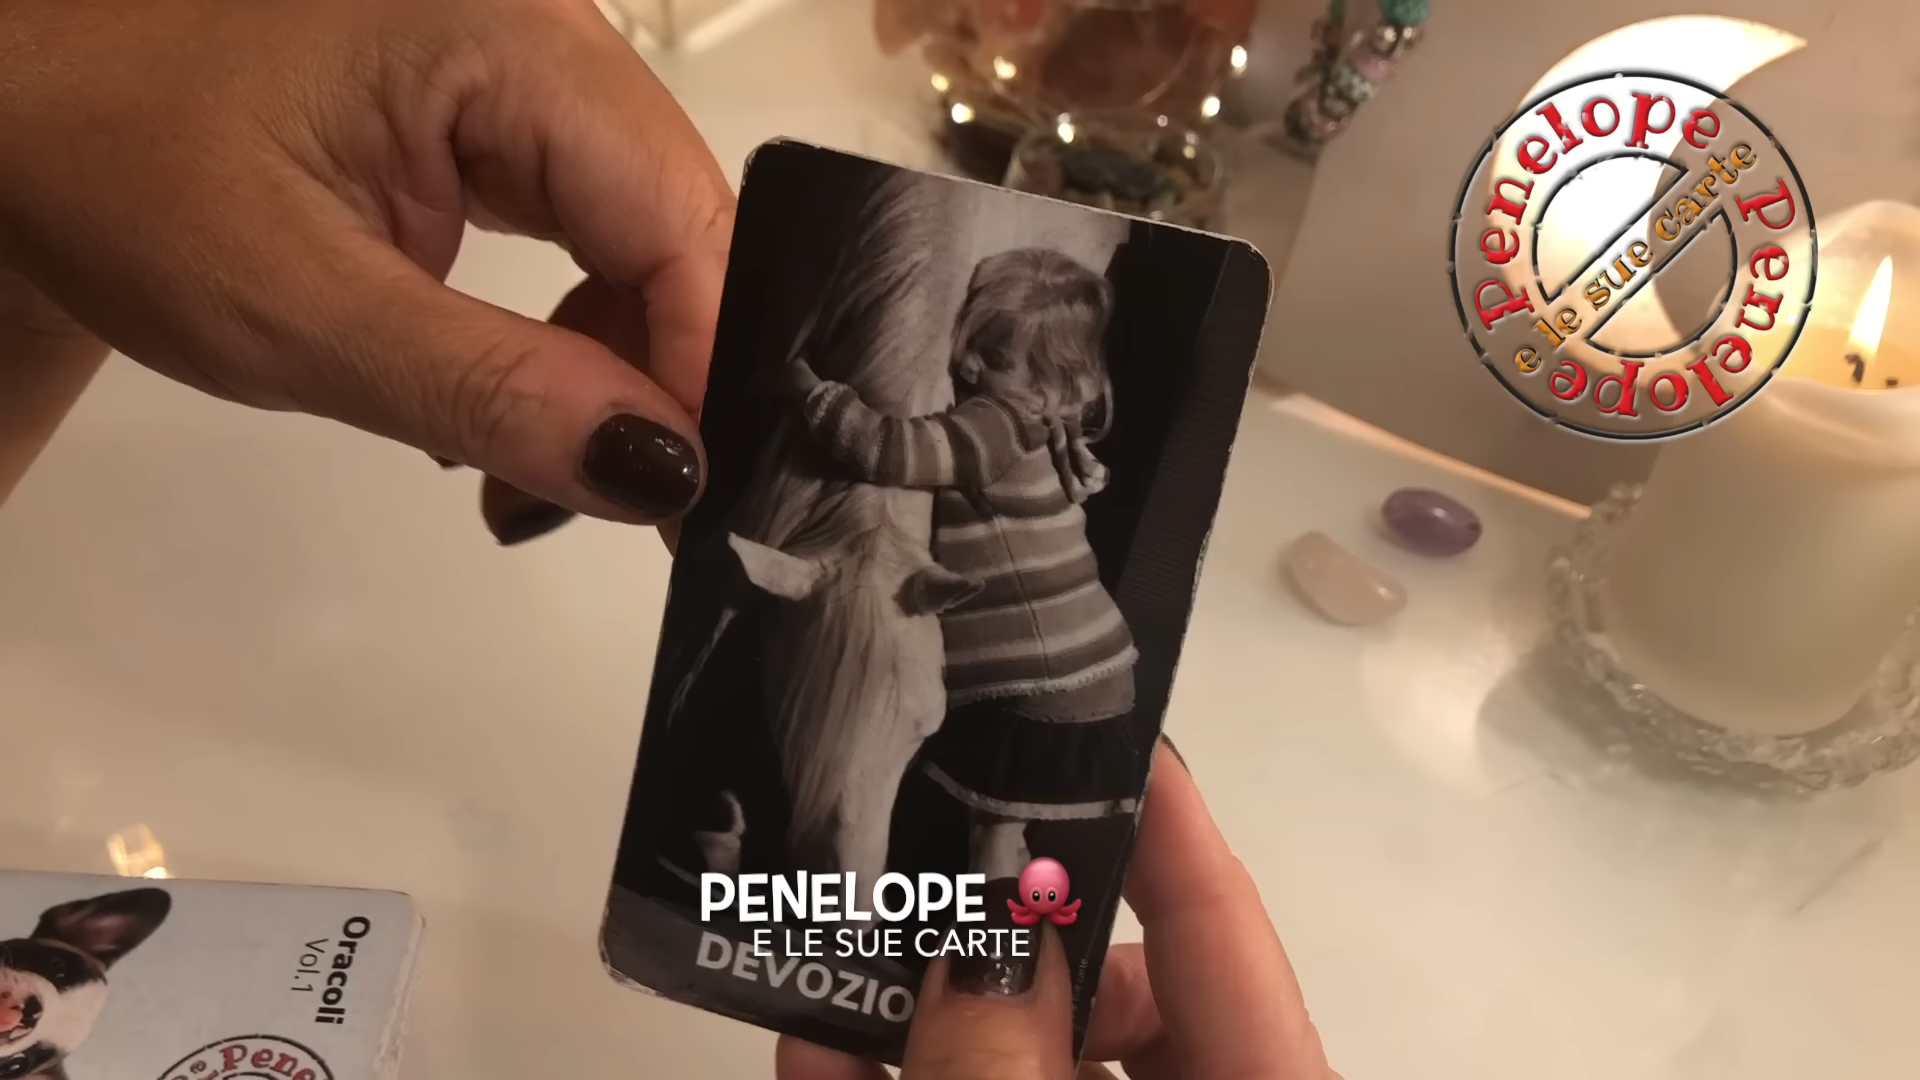 Penelope
Penelope
e le sue carte
PENELOPE
E LE SUE CARTE
DEVOZIO
Oracoli
Vol.1
Pene